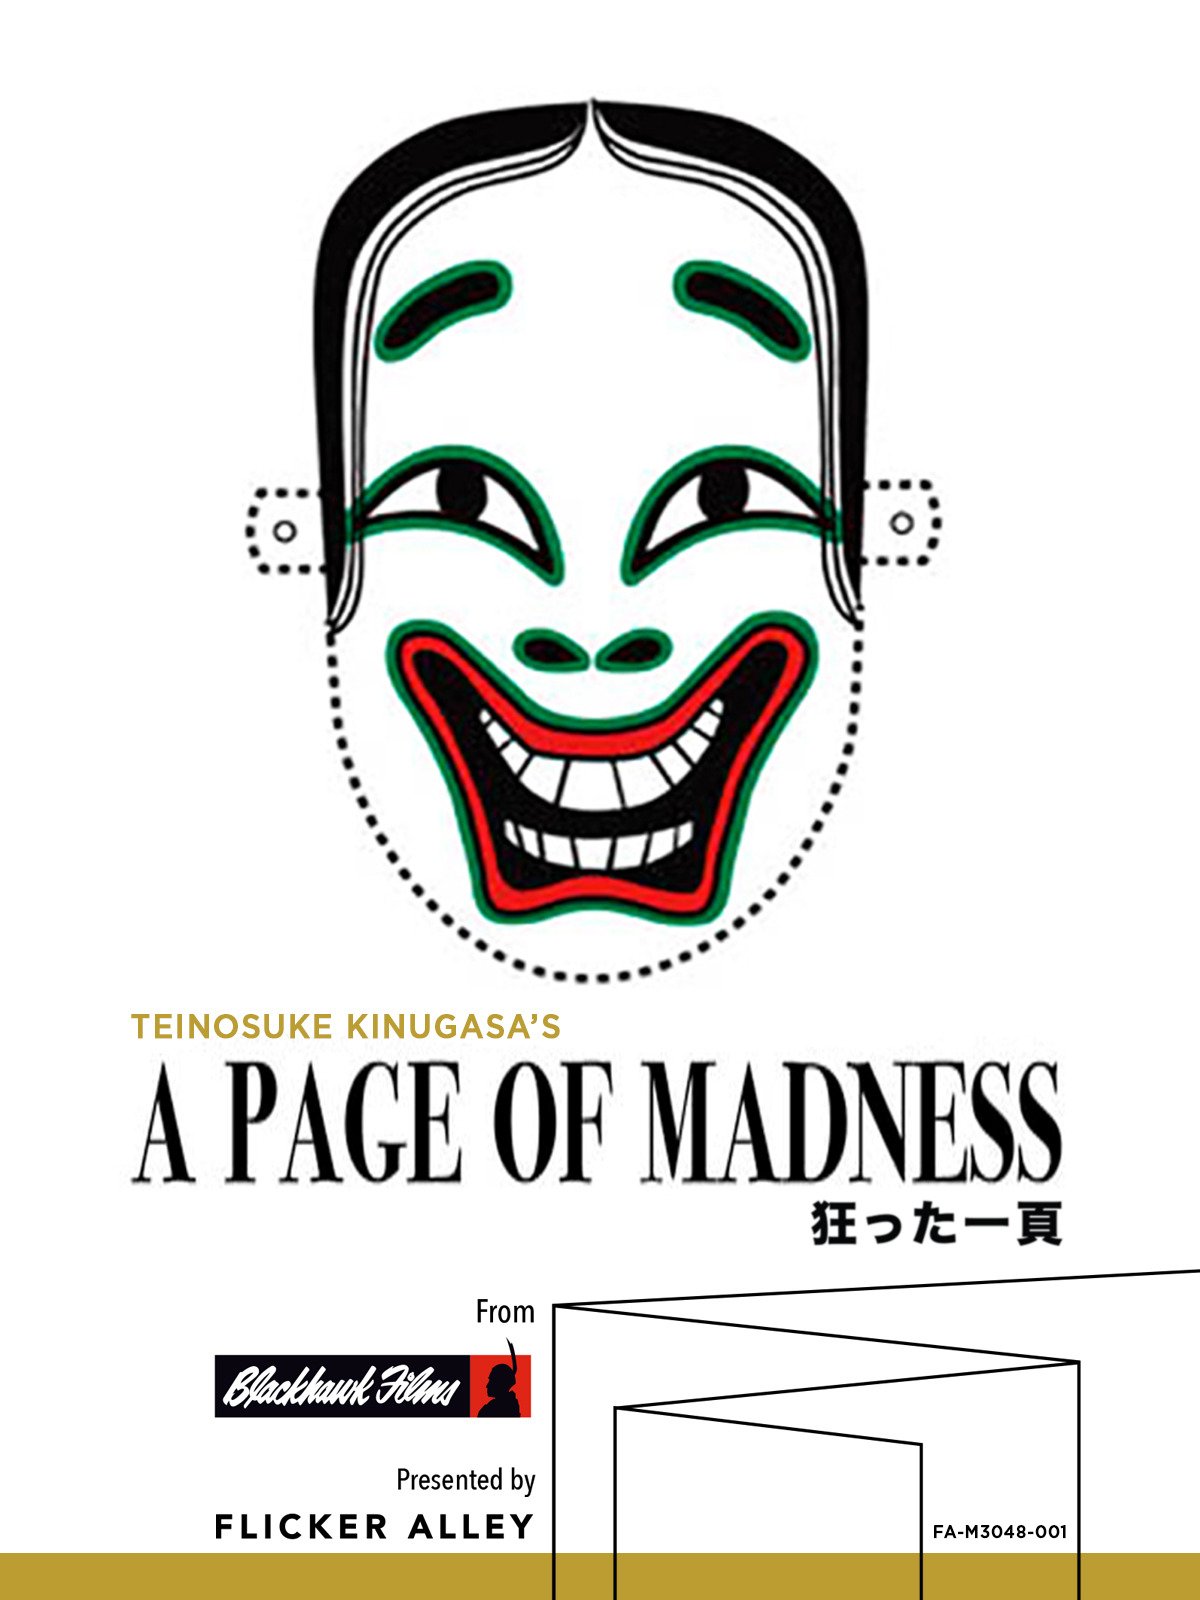 TEINOSUKE KINUGASA’S
A PAGE OF MADNESS
狂った一頁
From
Blackhawk Films
Presented by
FLICKER ALLEY
FA-M3048-001